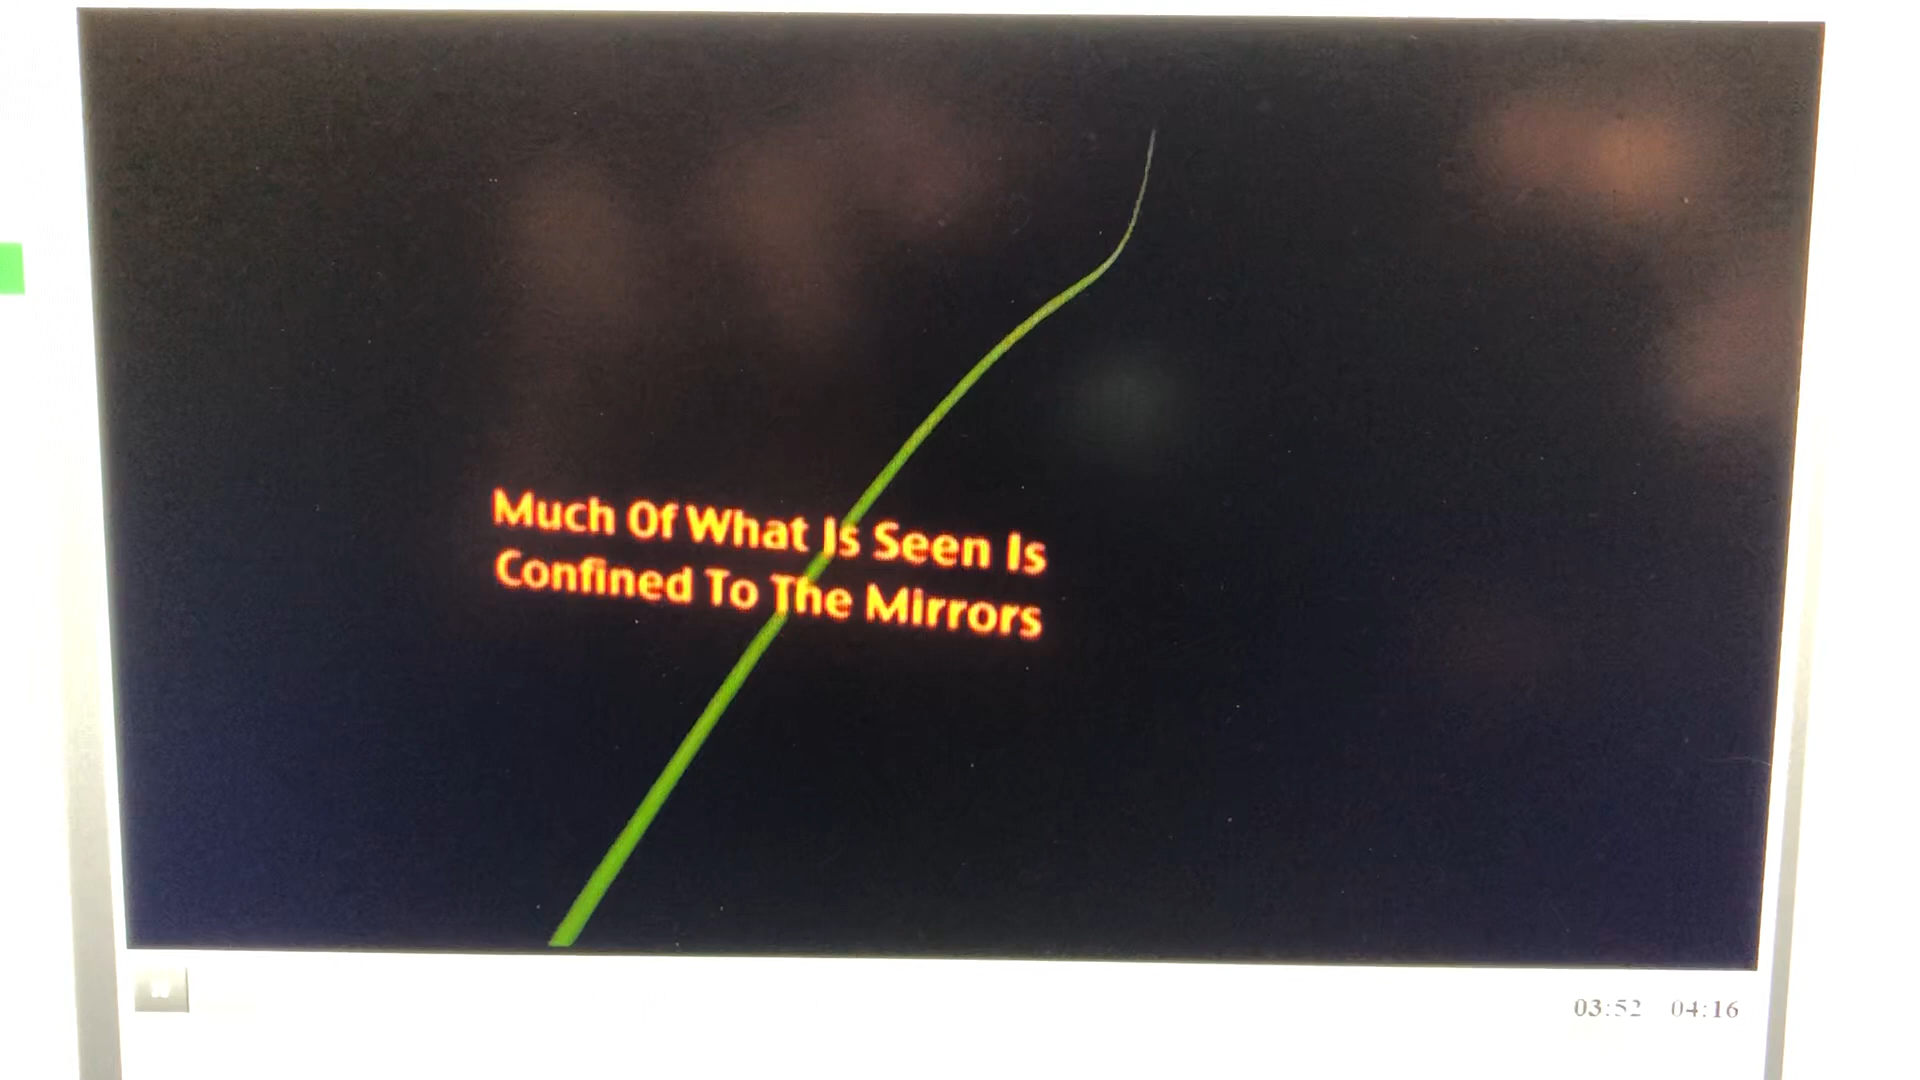 Much Of What Is Seen Is
Confined To The Mirrors
03:52 04:16